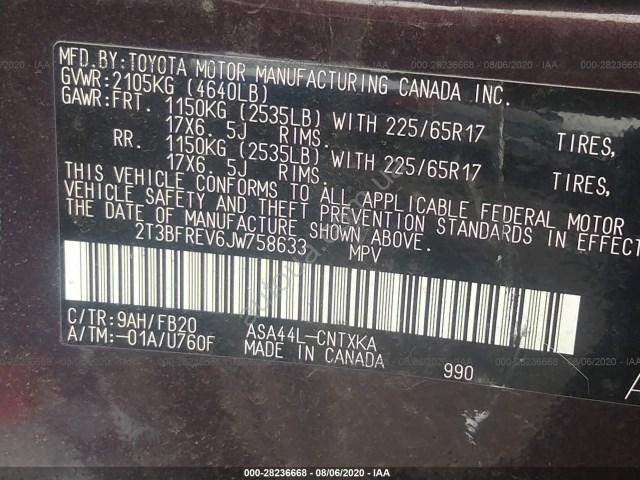 MFD.BY:TOYOTA MOTOR MANUFACTURING CANADA INC.
GVWR:2105KG (4640LB)
GAWR:FRT. 1150KG (2535LB) WITH 225/65R17 TIRES,
17X6. 5J RIMS.
RR. 1150KG (2535LB) WITH 225/65R17 TIRES,
17X6. 5J RIMS.
THIS VEHICLE CONFORMS TO ALL APPLICABLE FEDERAL MOTOR
VEHICLE SAFETY AND THEFT PREVENTION STANDARDS IN EFFECT
THE DATE OF MANUFACTURE SHOWN ABOVE.
2T3BFREV6JW758633 MPV
C/TR:9AH/FB20 ASA44L-CNTXKA
A/TM:-01A/U760F MADE IN CANADA
990
000-28236668 - 08/06/2020 - IAA